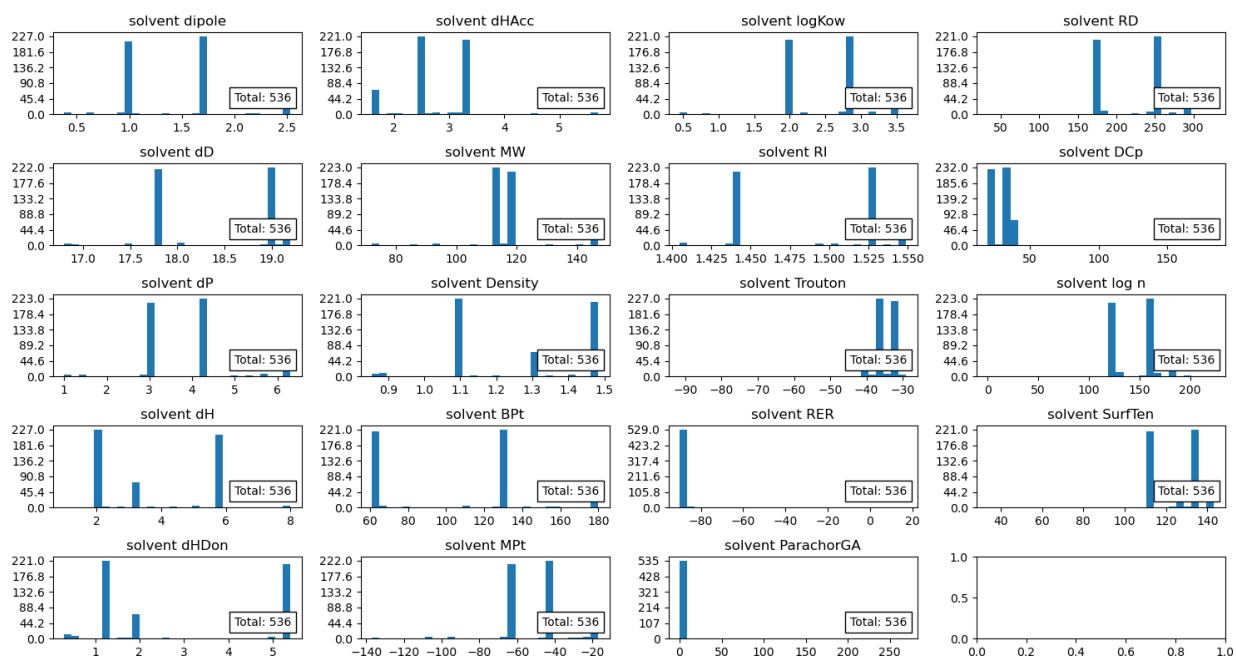 solvent dipole
227.0
181.6
136.2
90.8
45.4
0.0
Total: 536
0.5 1.0 1.5 2.0 2.5
solvent dHAcc
221.0
176.8
132.6
88.4
44.2
0.0
Total: 536
2 3 4 5
solvent logKow
221.0
176.8
132.6
88.4
44.2
0.0
Total: 536
0.5 1.0 1.5 2.0 2.5 3.0 3.5
solvent RD
221.0
176.8
132.6
88.4
44.2
0.0
Total: 536
50 100 150 200 250 300
solvent dD
222.0
177.6
133.2
88.8
44.4
0.0
Total: 536
17.0 17.5 18.0 18.5 19.0
solvent MW
222.0
177.6
133.2
88.8
44.4
0.0
Total: 536
80 100 120 140
solvent RI
222.0
177.6
133.2
88.8
44.4
0.0
Total: 536
1.400 1.425 1.450 1.475 1.500 1.525 1.550
solvent DCp
232.0
185.6
139.2
92.8
46.4
0.0
Total: 536
50 100 150
solvent dP
223.0
178.4
133.8
89.2
44.6
0.0
Total: 536
1 2 3 4 5 6
solvent Density
221.0
176.8
132.6
88.4
44.2
0.0
Total: 536
0.9 1.0 1.1 1.2 1.3 1.4 1.5
solvent Trouton
227.0
181.6
136.2
90.8
45.4
0.0
Total: 536
−90 −80 −70 −60 −50 −40 −30
solvent log n
223.0
178.4
133.8
89.2
44.6
0.0
Total: 536
0 50 100 150 200
solvent dH
227.0
181.6
136.2
90.8
45.4
0.0
Total: 536
2 4 6 8
solvent BPt
221.0
176.8
132.6
88.4
44.2
0.0
Total: 536
60 80 100 120 140 160 180
solvent RER
529.0
423.2
317.4
211.6
105.8
0.0
Total: 536
−80 −60 −40 −20 0 20
solvent SurfTen
221.0
176.8
132.6
88.4
44.2
0.0
Total: 536
40 60 80 100 120 140
solvent dHDon
221.0
176.8
132.6
88.4
44.2
0.0
Total: 536
1 2 3 4 5
solvent MPt
221.0
176.8
132.6
88.4
44.2
0.0
Total: 536
−140 −120 −100 −80 −60 −40 −20
solvent ParachorGA
535
428
321
214
107
0
Total: 536
0 50 100 150 200 250
1.0
0.5
0.0
0.0 0.2 0.4 0.6 0.8 1.0